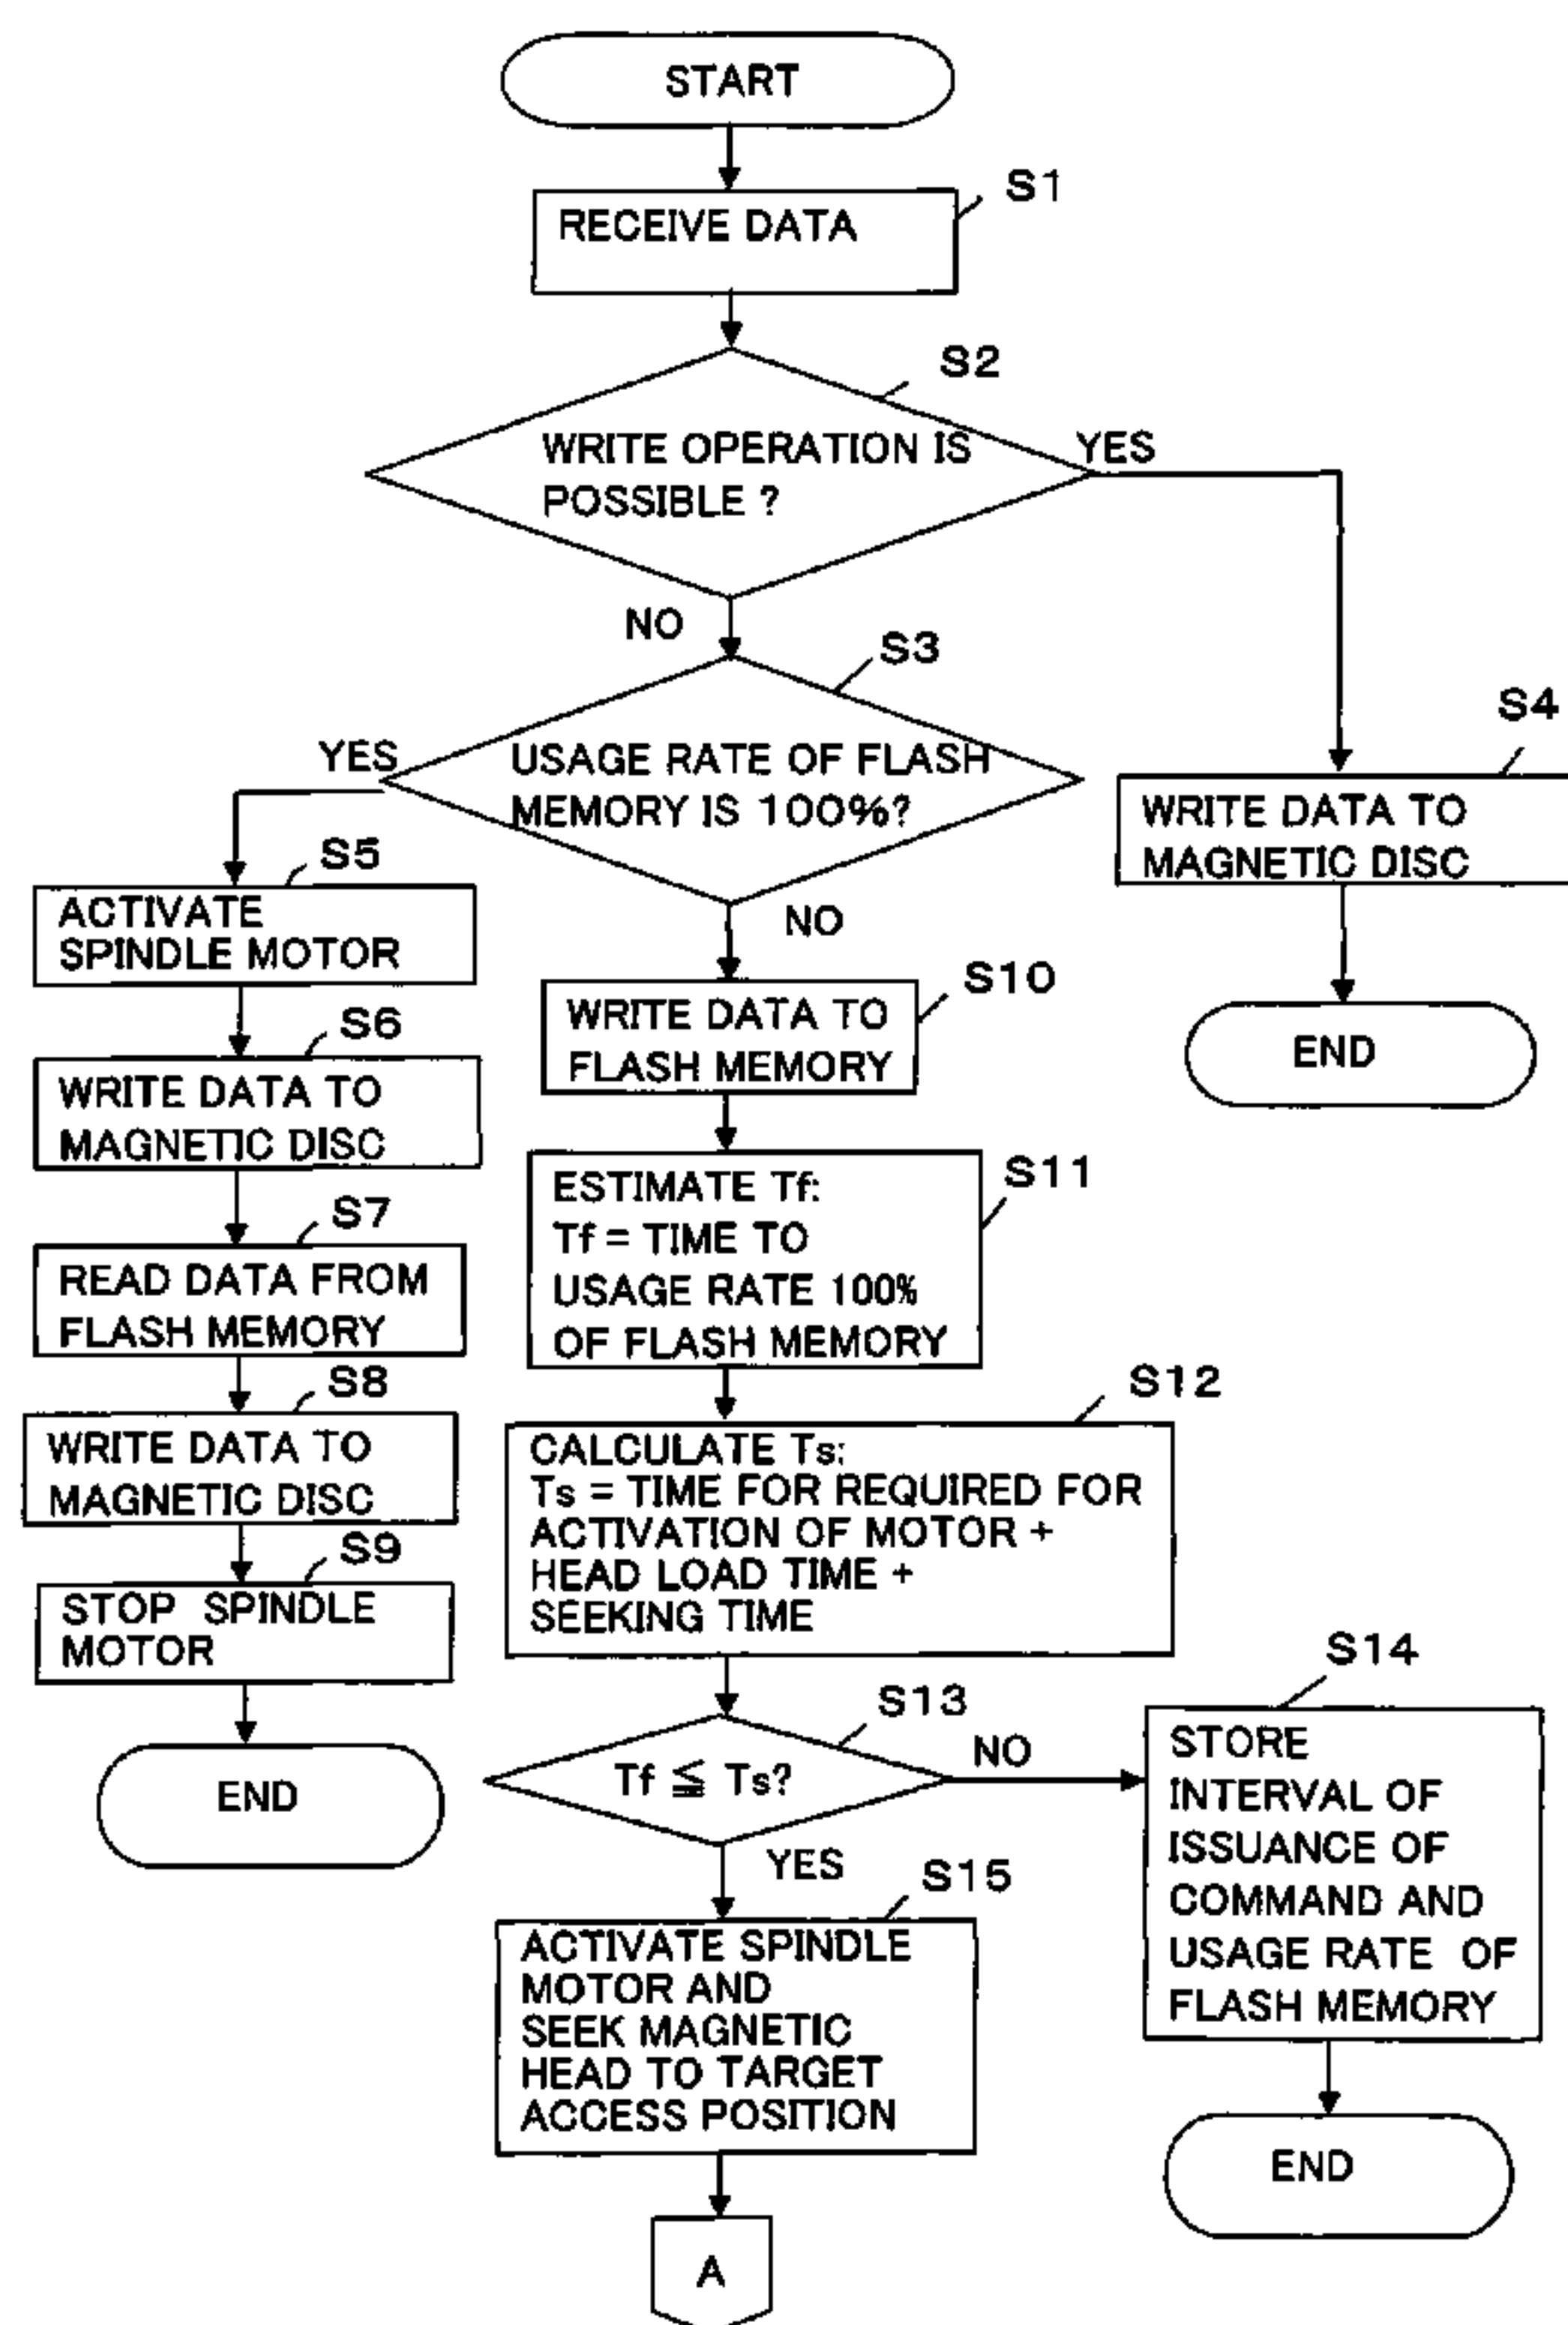 START
S1
RECEIVE DATA
S2
WRITE OPERATION IS
POSSIBLE ?
YES
NO
S3
USAGE RATE OF FLASH
MEMORY IS 100%?
YES
NO
S4
WRITE DATA TO
MAGNETIC DISC
END
S5
ACTIVATE
SPINDLE MOTOR
S6
WRITE DATA TO
MAGNETIC DISC
S7
READ DATA FROM
FLASH MEMORY
S8
WRITE DATA TO
MAGNETIC DISC
S9
STOP SPINDLE
MOTOR
END
S10
WRITE DATA TO
FLASH MEMORY
S11
ESTIMATE Tf:
Tf = TIME TO
USAGE RATE 100%
OF FLASH MEMORY
S12
CALCULATE Ts:
Ts = TIME FOR REQUIRED FOR
ACTIVATION OF MOTOR +
HEAD LOAD TIME +
SEEKING TIME
S13
Tf ≦ Ts?
NO
YES
S14
STORE
INTERVAL OF
ISSUANCE OF
COMMAND AND
USAGE RATE OF
FLASH MEMORY
END
S15
ACTIVATE SPINDLE
MOTOR AND
SEEK MAGNETIC
HEAD TO TARGET
ACCESS POSITION
A